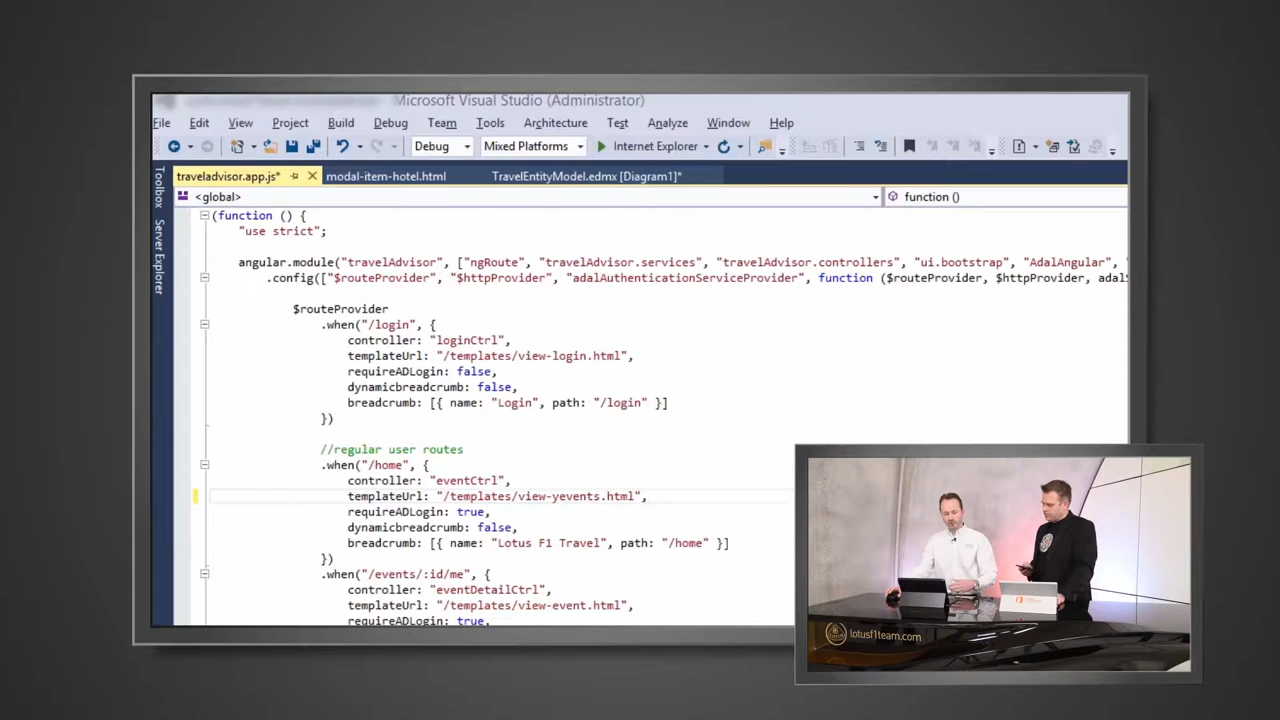 Microsoft Visual Studio (Administrator)
File Edit View Project Build Debug Team Tools Architecture Test Analyze Window Help
Debug Mixed Platforms Internet Explorer
traveladvisor.app.js* modal-item-hotel.html TravelEntityModel.edmx [Diagram1]*
<global> function ()
Toolbox
Server Explorer
(function () {
"use strict";
angular.module("travelAdvisor", ["ngRoute", "travelAdvisor.services", "travelAdvisor.controllers", "ui.bootstrap", "AdalAngular", "
.config(["$routeProvider", "$httpProvider", "adalAuthenticationServiceProvider", function ($routeProvider, $httpProvider, adal
$routeProvider
.when("/login", {
controller: "loginCtrl",
templateUrl: "/templates/view-login.html",
requireADLogin: false,
dynamicbreadcrumb: false,
breadcrumb: [{ name: "Login", path: "/login" }]
})
//regular user routes
.when("/home", {
controller: "eventCtrl",
templateUrl: "/templates/view-yevents.html",
requireADLogin: true,
dynamicbreadcrumb: false,
breadcrumb: [{ name: "Lotus F1 Travel", path: "/home" }]
})
.when("/events/:id/me", {
controller: "eventDetailCtrl",
templateUrl: "/templates/view-event.html",
requireADLogin: true,
Office
lotusf1team.com